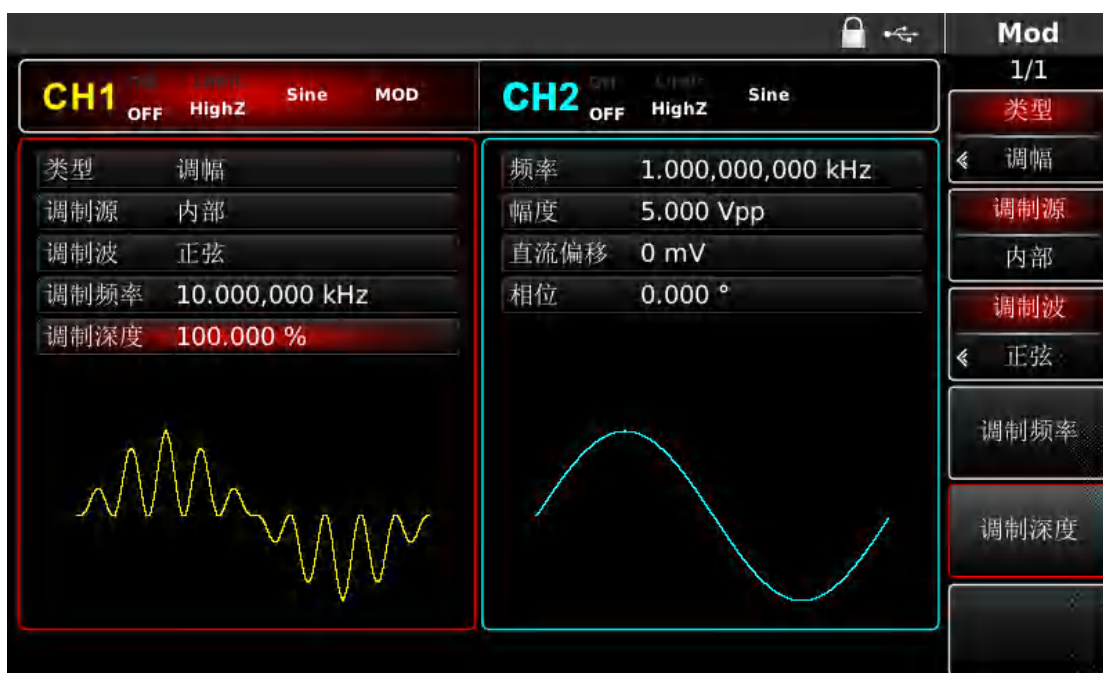 Mod
1/1
CH1 OFF HighZ Sine MOD
CH2 OFF HighZ Sine
类型 调幅
调制源 内部
调制波 正弦
调制频率 10.000,000 kHz
调制深度 100.000 %
频率 1.000,000,000 kHz
幅度 5.000 Vpp
直流偏移 0 mV
相位 0.000 °
类型
调幅
调制源
内部
调制波
正弦
调制频率
调制深度